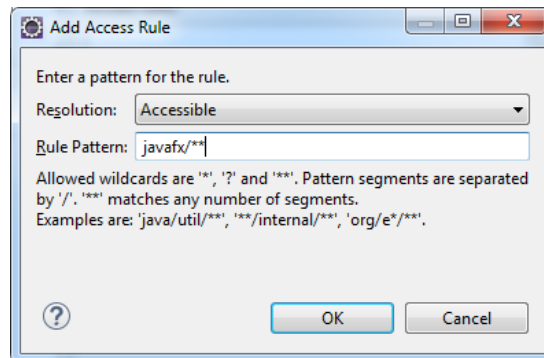 Add Access Rule
Enter a pattern for the rule.
Resolution: Accessible
Rule Pattern: javafx/**
Allowed wildcards are '*', '?' and '**'. Pattern segments are separated
by '/'. '**' matches any number of segments.
Examples are: 'java/util/**', '**/internal/**', 'org/e*/**'.
?
OK Cancel